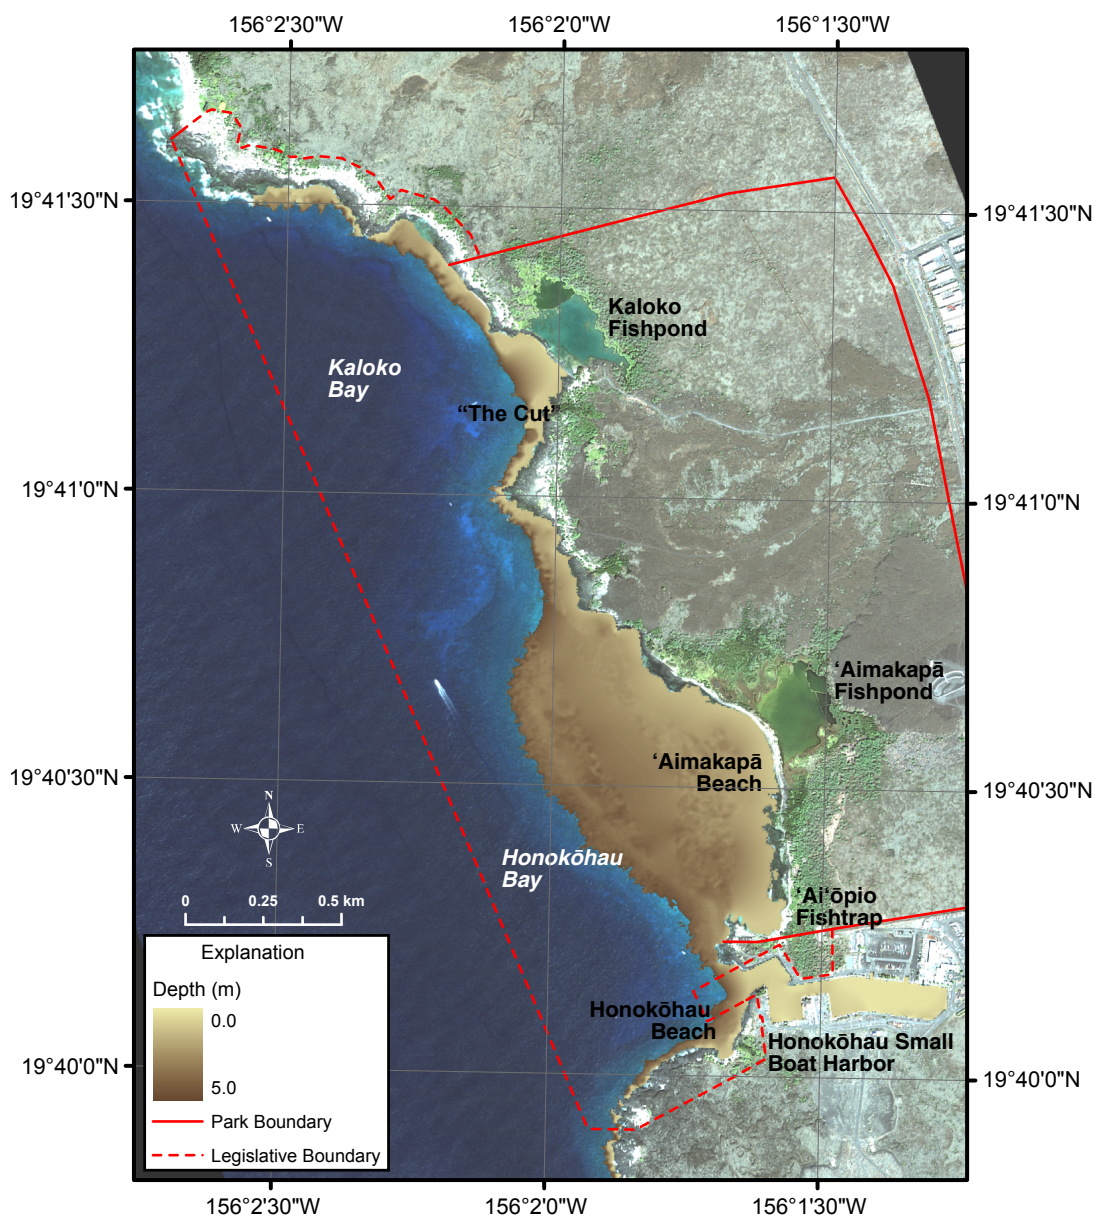 156°2'30"W
156°2'0"W
156°1'30"W
19°41'30"N
19°41'30"N
Kaloko
Fishpond
Kaloko
Bay
“The Cut’
19°41'0"N
19°41'0"N
‘Aimakapā
Fishpond
‘Aimakapā
Beach
19°40'30"N
19°40'30"N
N
W
E
S
Honokōhau
Bay
0
0.25
0.5 km
‘Ai‘ōpio
Fishtrap
Explanation
Depth (m)
0.0
5.0
Park Boundary
Legislative Boundary
Honokōhau
Beach
Honokōhau Small
Boat Harbor
19°40'0"N
19°40'0"N
156°2'30"W
156°2'0"W
156°1'30"W